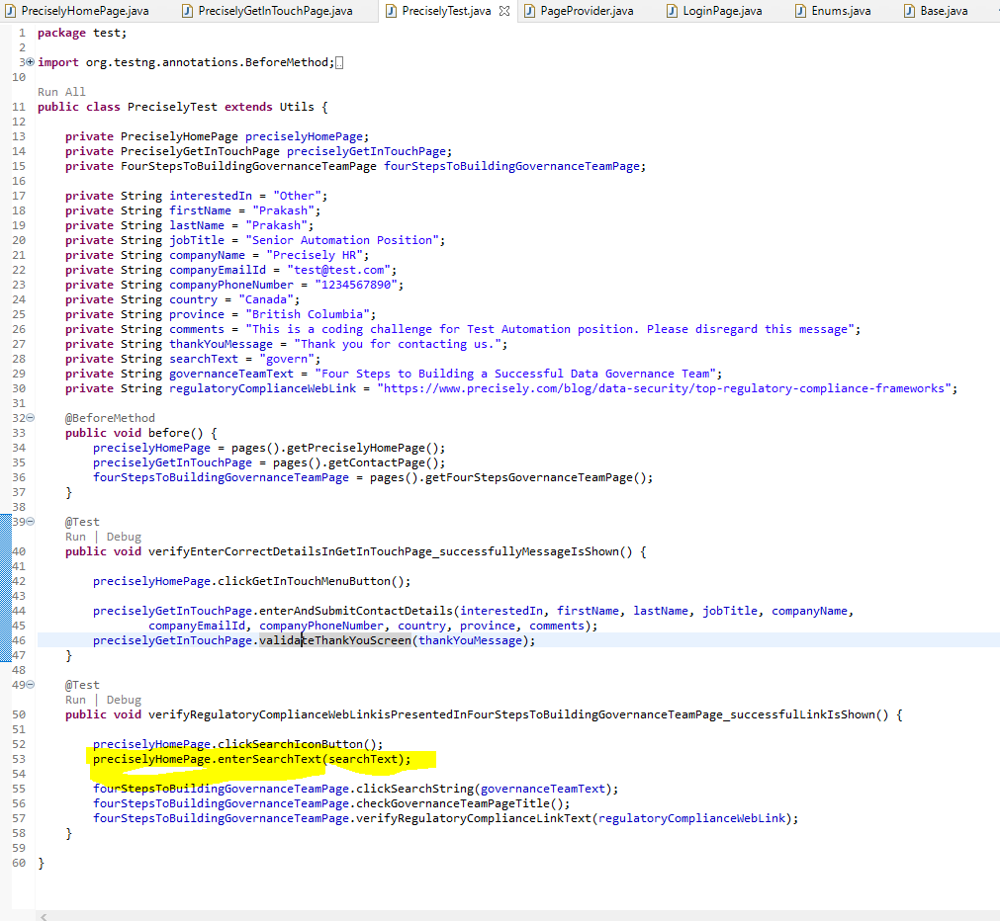 PreciselyHomePage.java PreciselyGetInTouchPage.java PreciselyTest.java PageProvider.java LoginPage.java Enums.java Base.java
1 package test;
2
3 import org.testng.annotations.BeforeMethod;
10
Run All
11 public class PreciselyTest extends Utils {
12
13 private PreciselyHomePage preciselyHomePage;
14 private PreciselyGetInTouchPage preciselyGetInTouchPage;
15 private FourStepsToBuildingGovernanceTeamPage fourStepsToBuildingGovernanceTeamPage;
16
17 private String interestedIn = "Other";
18 private String firstName = "Prakash";
19 private String lastName = "Prakash";
20 private String jobTitle = "Senior Automation Position";
21 private String companyName = "Precisely HR";
22 private String companyEmailId = "test@test.com";
23 private String companyPhoneNumber = "1234567890";
24 private String country = "Canada";
25 private String province = "British Columbia";
26 private String comments = "This is a coding challenge for Test Automation position. Please disregard this message";
27 private String thankYouMessage = "Thank you for contacting us.";
28 private String searchText = "govern";
29 private String governanceTeamText = "Four Steps to Building a Successful Data Governance Team";
30 private String regulatoryComplianceWebLink = "https://www.precisely.com/blog/data-security/top-regulatory-compliance-frameworks";
31
32 @BeforeMethod
33 public void before() {
34 preciselyHomePage = pages().getPreciselyHomePage();
35 preciselyGetInTouchPage = pages().getContactPage();
36 fourStepsToBuildingGovernanceTeamPage = pages().getFourStepsGovernanceTeamPage();
37 }
38
39 @Test
Run | Debug
40 public void verifyEnterCorrectDetailsInGetInTouchPage_successfullyMessageIsShown() {
41
42 preciselyHomePage.clickGetInTouchMenuButton();
43
44 preciselyGetInTouchPage.enterAndSubmitContactDetails(interestedIn, firstName, lastName, jobTitle, companyName,
45 companyEmailId, companyPhoneNumber, country, province, comments);
46 preciselyGetInTouchPage.validateThankYouScreen(thankYouMessage);
47 }
48
49 @Test
Run | Debug
50 public void verifyRegulatoryComplianceWebLinkisPresentedInFourStepsToBuildingGovernanceTeamPage_successfulLinkIsShown() {
51
52 preciselyHomePage.clickSearchIconButton();
53 preciselyHomePage.enterSearchText(searchText);
54
55 fourStepsToBuildingGovernanceTeamPage.clickSearchString(governanceTeamText);
56 fourStepsToBuildingGovernanceTeamPage.checkGovernanceTeamPageTitle();
57 fourStepsToBuildingGovernanceTeamPage.verifyRegulatoryComplianceLinkText(regulatoryComplianceWebLink);
58 }
59
60 }